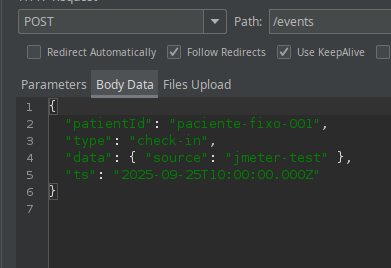 POST
Path:
/events
Redirect Automatically
Follow Redirects
Use KeepAlive
Parameters
Body Data
Files Upload
1 {
2 "patientId": "paciente-fixo-001",
3 "type": "check-in",
4 "data": { "source": "jmeter-test" },
5 "ts": "2025-09-25T10:00:00.000Z"
6 }
7